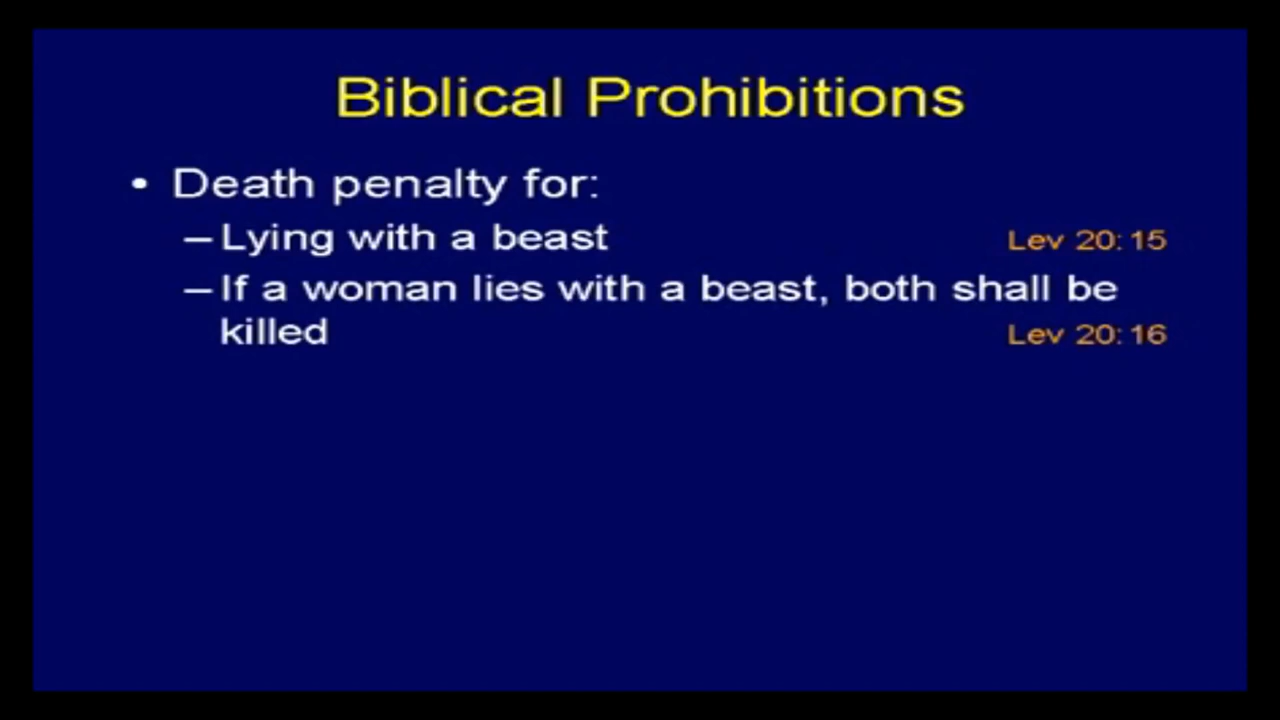 Biblical Prohibitions
• Death penalty for:
– Lying with a beast Lev 20:15
– If a woman lies with a beast, both shall be
killed Lev 20:16